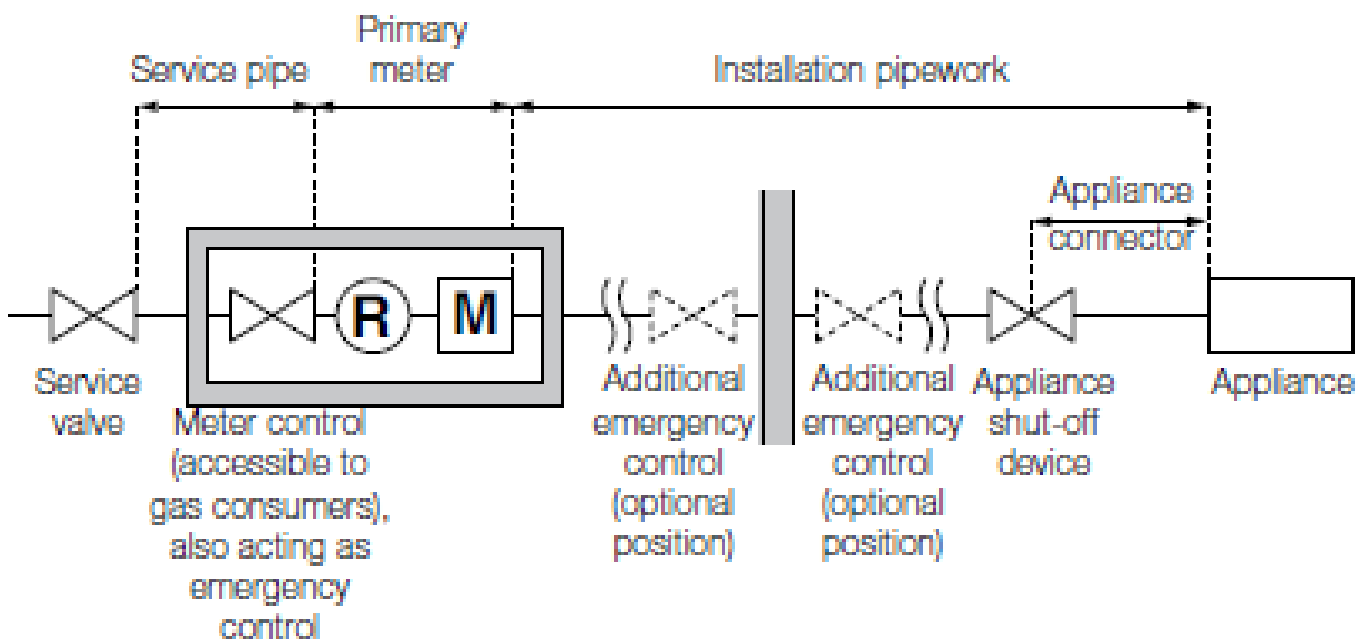 Primary
Service pipe
meter
Installation pipework
Appliance
connector
R
M
Service
valve
Meter control
(accessible to
gas consumers),
also acting as
emergency
control
Additional
emergency
control
(optional
position)
Additional
emergency
control
(optional
position)
Appliance
shut-off
device
Appliance